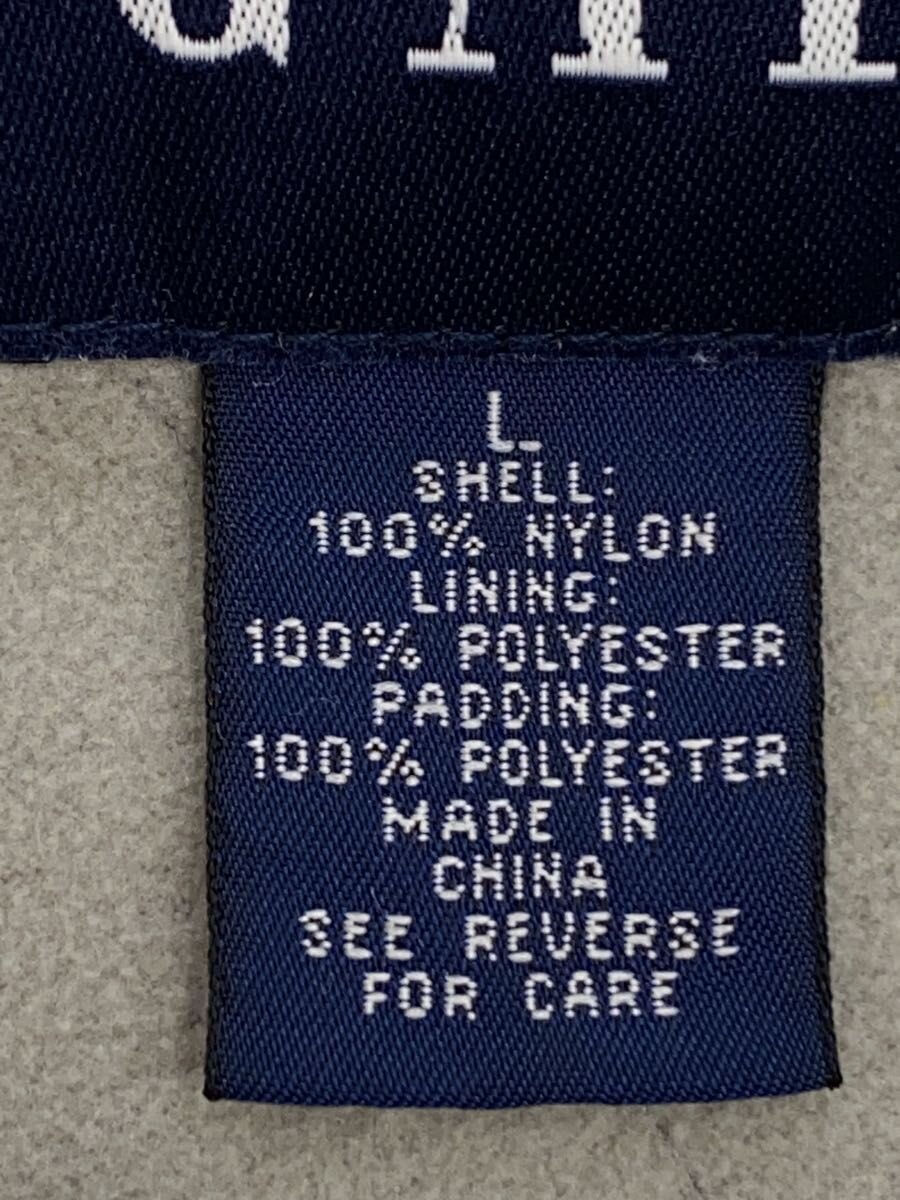 L
SHELL:
100% NYLON
LINING:
100% POLYESTER
PADDING:
100% POLYESTER
MADE IN
CHINA
SEE REVERSE
FOR CARE